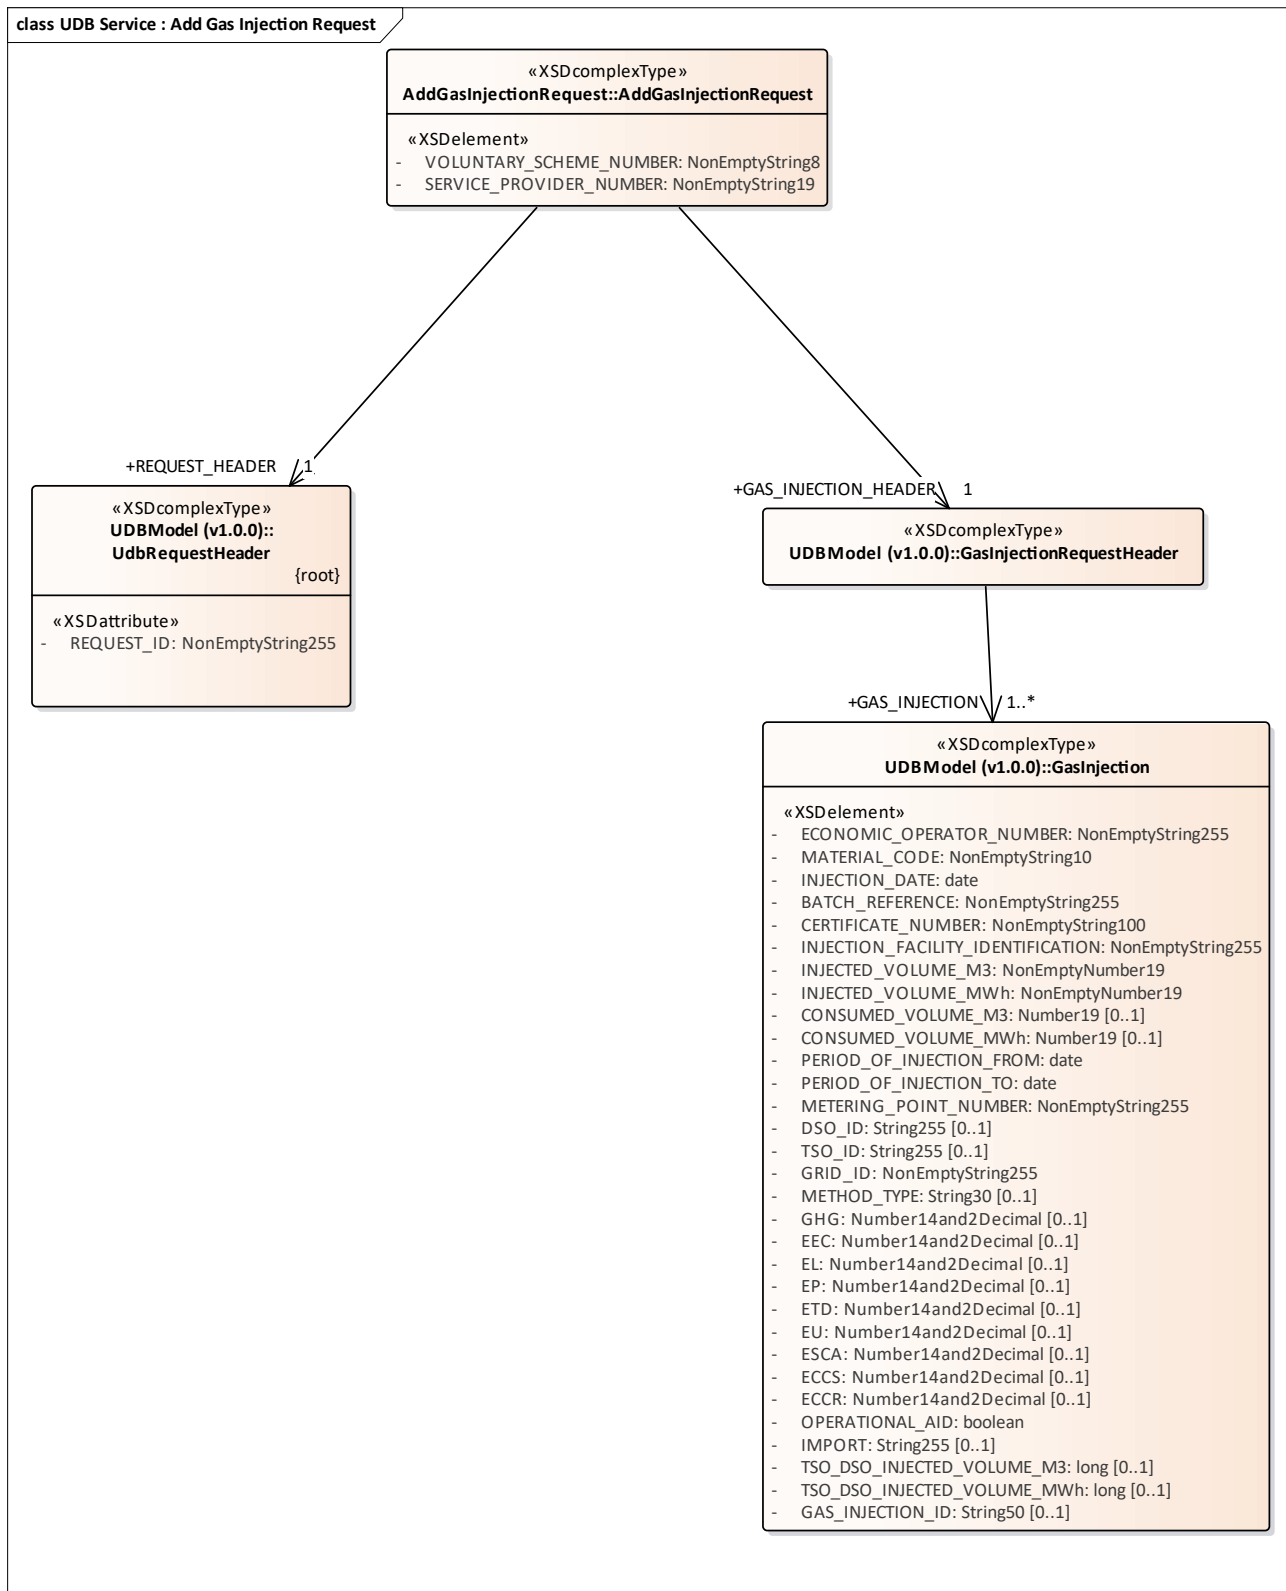 class UDB Service : Add Gas Injection Request
«XSDcomplexType»
AddGasInjectionRequest::AddGasInjectionRequest
«XSDelement»
- VOLUNTARY_SCHEME_NUMBER: NonEmptyString8
- SERVICE_PROVIDER_NUMBER: NonEmptyString19
+REQUEST_HEADER 1
«XSDcomplexType»
UDBModel (v1.0.0)::
UdbRequestHeader
{root}
«XSDattribute»
- REQUEST_ID: NonEmptyString255
+GAS_INJECTION_HEADER 1
«XSDcomplexType»
UDBModel (v1.0.0)::GasInjectionRequestHeader
+GAS_INJECTION 1..*
«XSDcomplexType»
UDBModel (v1.0.0)::GasInjection
«XSDelement»
- ECONOMIC_OPERATOR_NUMBER: NonEmptyString255
- MATERIAL_CODE: NonEmptyString10
- INJECTION_DATE: date
- BATCH_REFERENCE: NonEmptyString255
- CERTIFICATE_NUMBER: NonEmptyString100
- INJECTION_FACILITY_IDENTIFICATION: NonEmptyString255
- INJECTED_VOLUME_M3: NonEmptyNumber19
- INJECTED_VOLUME_MWh: NonEmptyNumber19
- CONSUMED_VOLUME_M3: Number19 [0..1]
- CONSUMED_VOLUME_MWh: Number19 [0..1]
- PERIOD_OF_INJECTION_FROM: date
- PERIOD_OF_INJECTION_TO: date
- METERING_POINT_NUMBER: NonEmptyString255
- DSO_ID: String255 [0..1]
- TSO_ID: String255 [0..1]
- GRID_ID: NonEmptyString255
- METHOD_TYPE: String30 [0..1]
- GHG: Number14and2Decimal [0..1]
- EEC: Number14and2Decimal [0..1]
- EL: Number14and2Decimal [0..1]
- EP: Number14and2Decimal [0..1]
- ETD: Number14and2Decimal [0..1]
- EU: Number14and2Decimal [0..1]
- ESCA: Number14and2Decimal [0..1]
- ECCS: Number14and2Decimal [0..1]
- ECCR: Number14and2Decimal [0..1]
- OPERATIONAL_AID: boolean
- IMPORT: String255 [0..1]
- TSO_DSO_INJECTED_VOLUME_M3: long [0..1]
- TSO_DSO_INJECTED_VOLUME_MWh: long [0..1]
- GAS_INJECTION_ID: String50 [0..1]